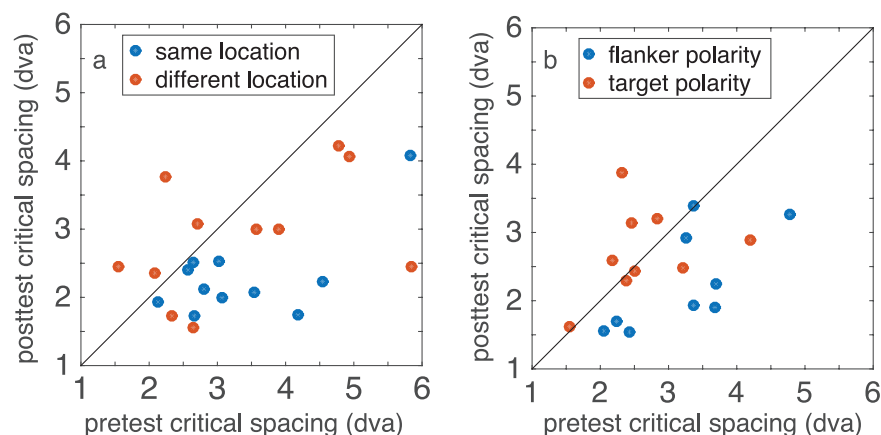 a
same location
different location
posttest critical spacing (dva)
6
5
4
3
2
1
1 2 3 4 5 6
pretest critical spacing (dva)
b
flanker polarity
target polarity
posttest critical spacing (dva)
6
5
4
3
2
1
1 2 3 4 5 6
pretest critical spacing (dva)